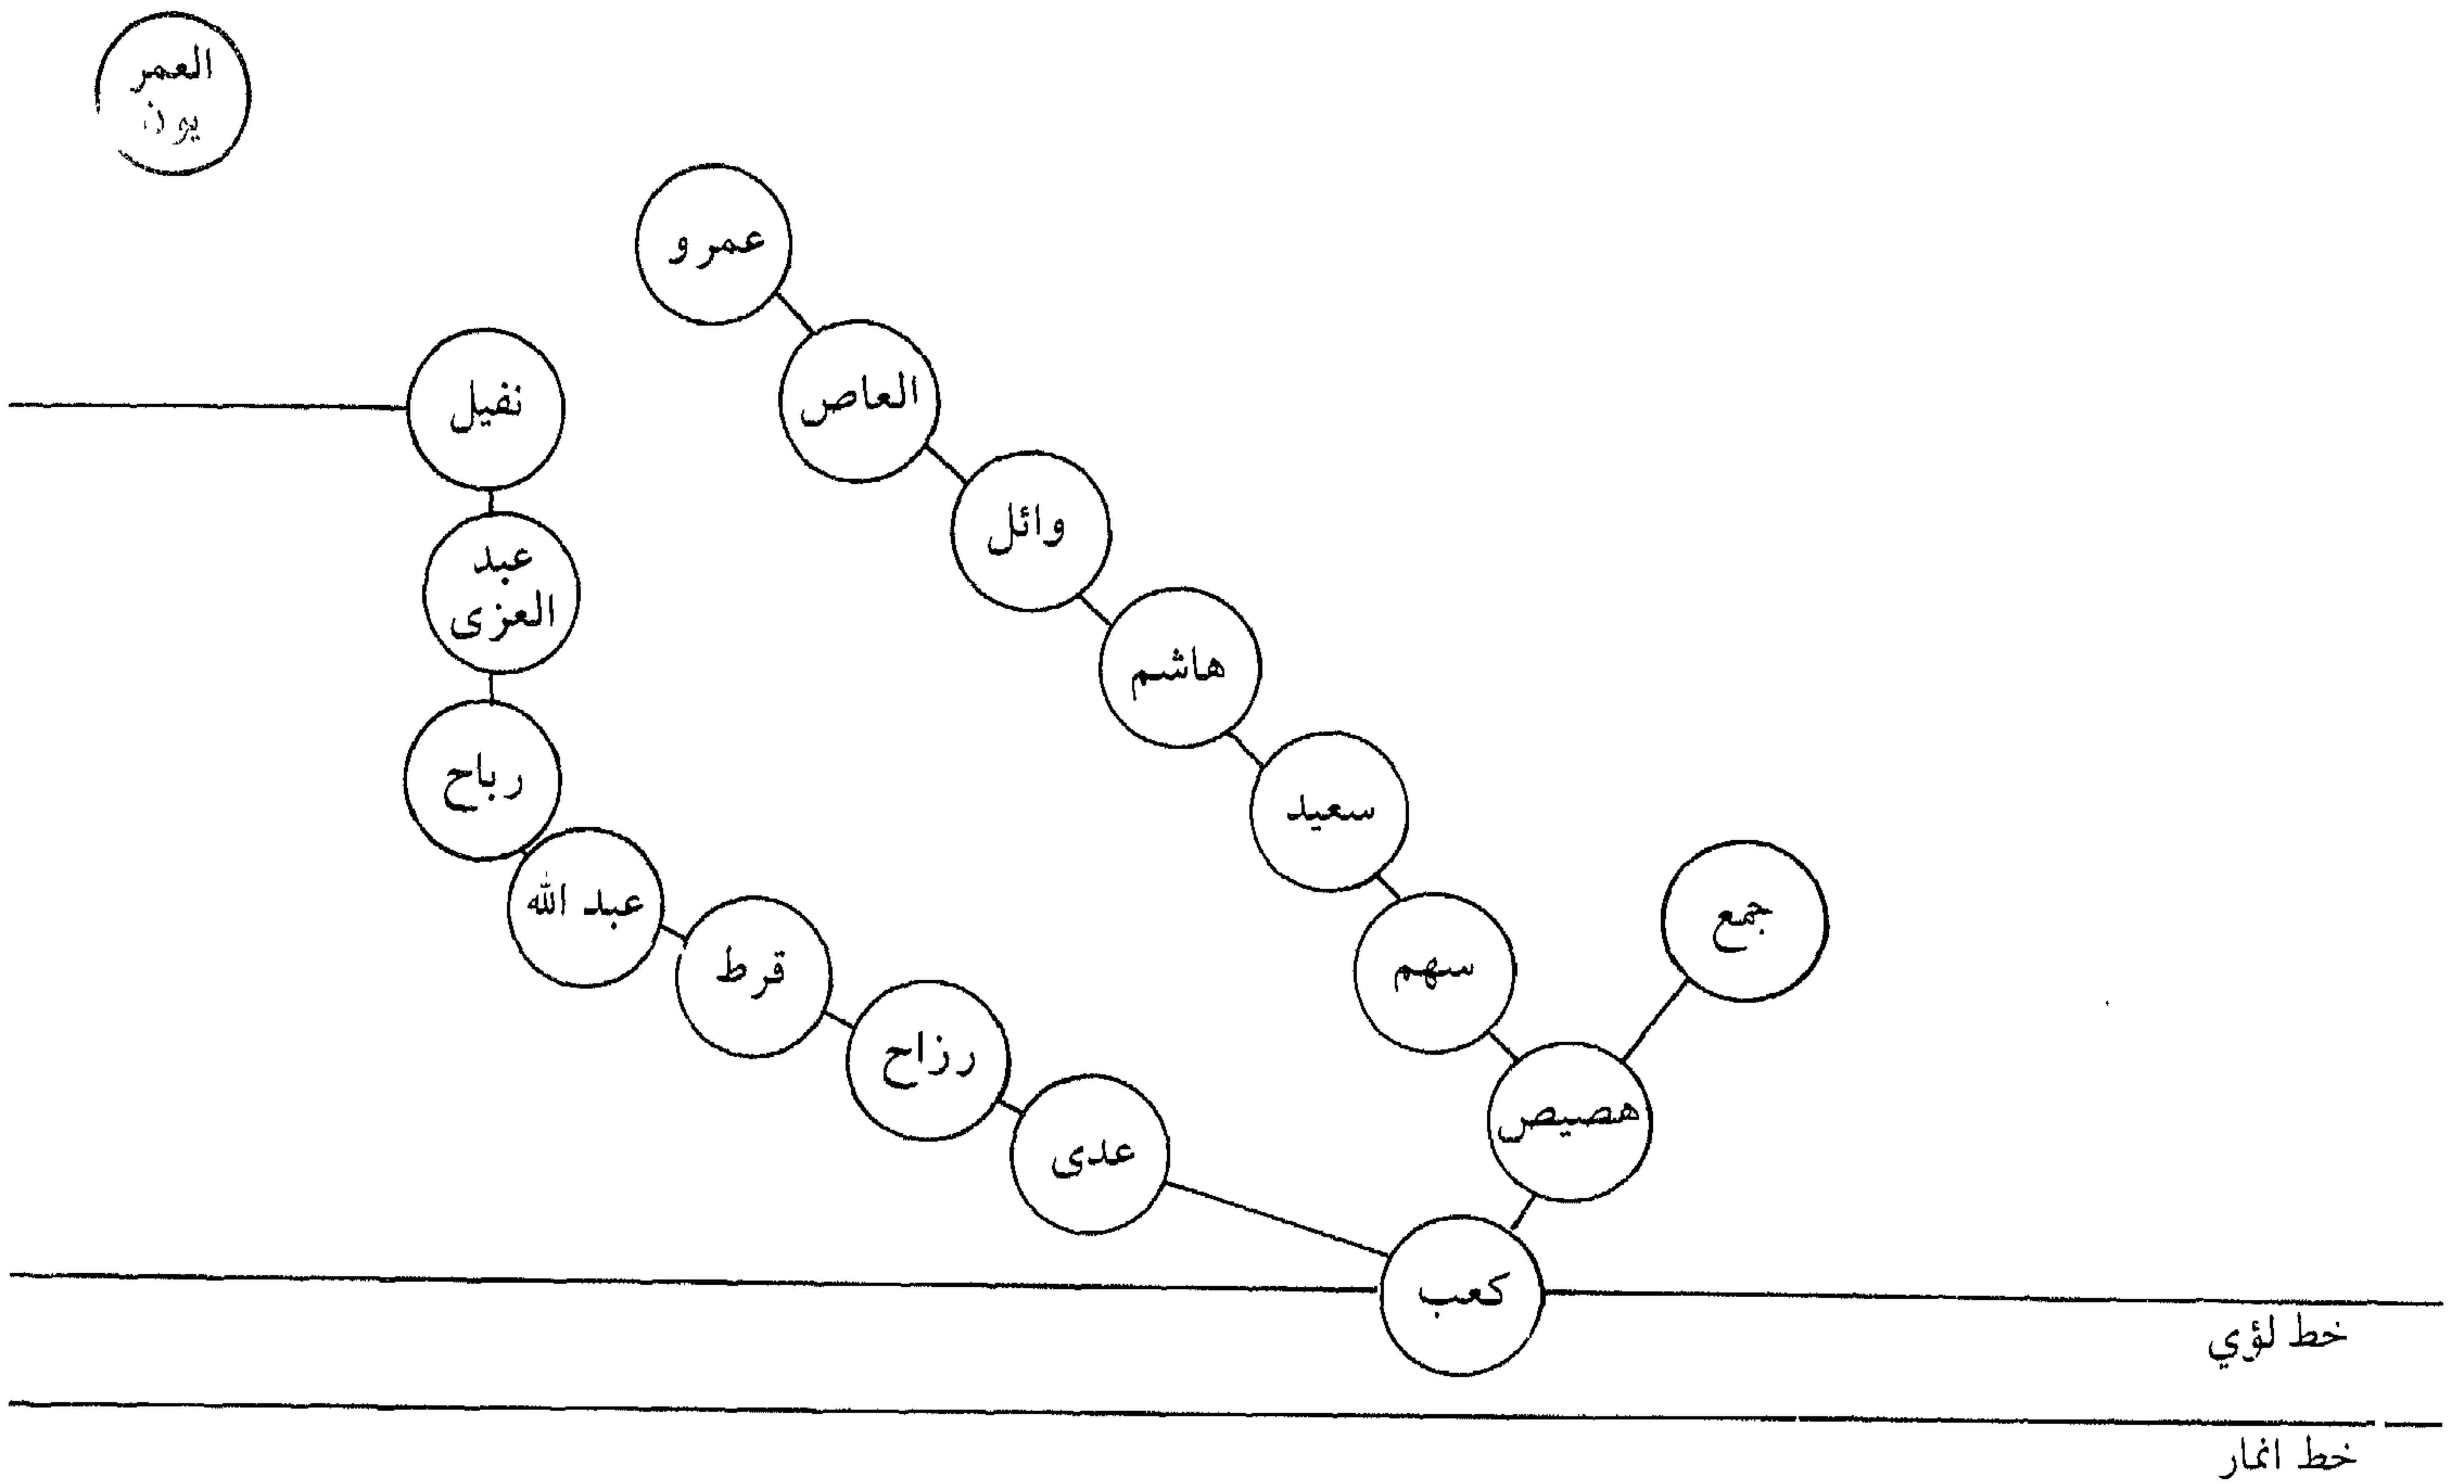 العمر
عمرو
نفيل
العاص
وائل
عبد
العزى
هاشم
رباح
سعيد
عبد الله
جمع
قرط
سهم
رزاح
هصيص
عدى
كعب
خط لؤي
خط انمار